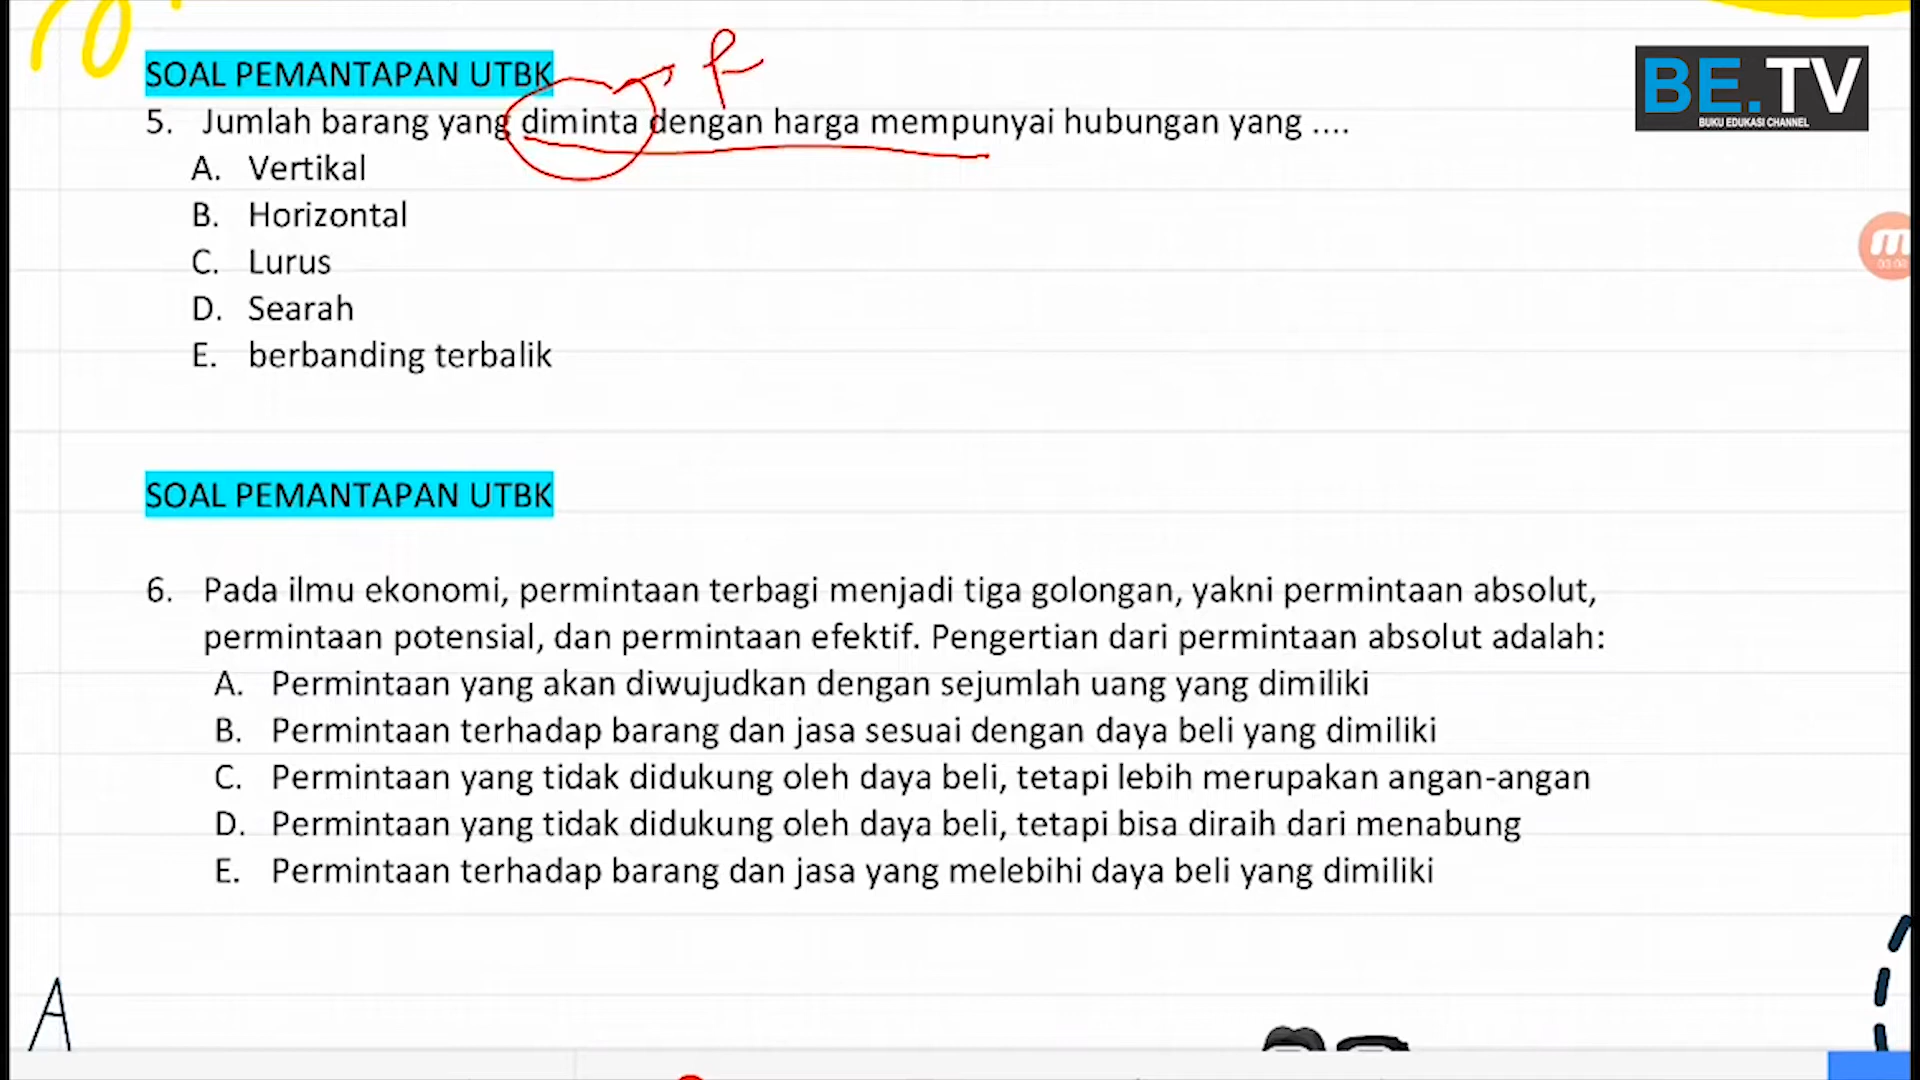 SOAL PEMANTAPAN UTBK
BE.TV
BUKU EDUKASI CHANNEL
5. Jumlah barang yang diminta dengan harga mempunyai hubungan yang ....
A. Vertikal
B. Horizontal
C. Lurus
D. Searah
E. berbanding terbalik
SOAL PEMANTAPAN UTBK
6. Pada ilmu ekonomi, permintaan terbagi menjadi tiga golongan, yakni permintaan absolut,
permintaan potensial, dan permintaan efektif. Pengertian dari permintaan absolut adalah:
A. Permintaan yang akan diwujudkan dengan sejumlah uang yang dimiliki
B. Permintaan terhadap barang dan jasa sesuai dengan daya beli yang dimiliki
C. Permintaan yang tidak didukung oleh daya beli, tetapi lebih merupakan angan-angan
D. Permintaan yang tidak didukung oleh daya beli, tetapi bisa diraih dari menabung
E. Permintaan terhadap barang dan jasa yang melebihi daya beli yang dimiliki
A